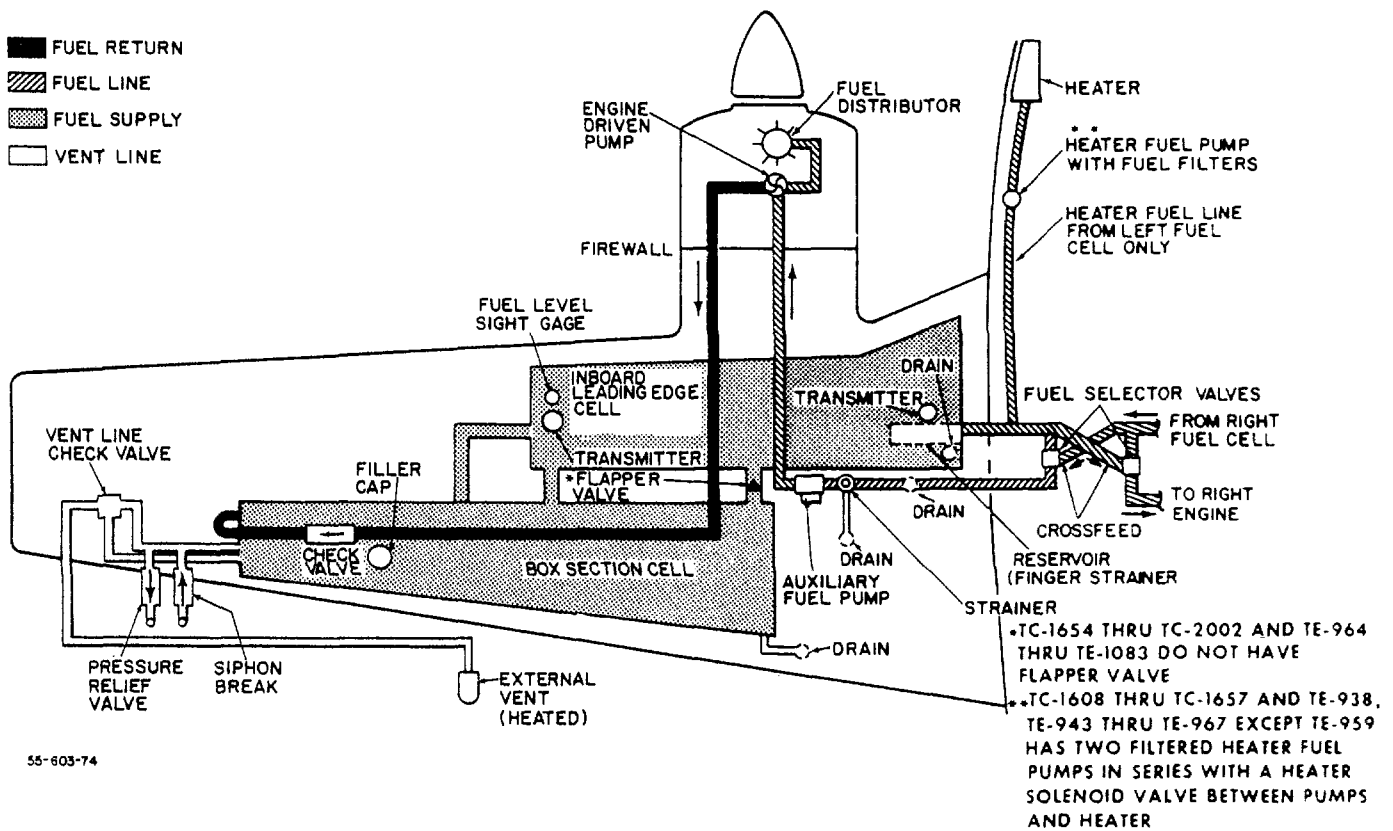 FUEL RETURN
FUEL LINE
FUEL SUPPLY
VENT LINE
ENGINE
DRIVEN
PUMP
FUEL
DISTRIBUTOR
HEATER
* *
HEATER FUEL PUMP
WITH FUEL FILTERS
HEATER FUEL LINE
FROM LEFT FUEL
CELL ONLY
FIREWALL
FUEL LEVEL
SIGHT GAGE
INBOARD
LEADING EDGE
CELL
DRAIN
TRANSMITTER
FUEL SELECTOR VALVES
FROM RIGHT
FUEL CELL
VENT LINE
CHECK VALVE
FILLER
CAP
TRANSMITTER
*FLAPPER
VALVE
DRAIN
TO RIGHT
ENGINE
CROSSFEED
CHECK
VALVE
BOX SECTION CELL
DRAIN
AUXILIARY
FUEL PUMP
RESERVOIR
(FINGER STRAINER
STRAINER
DRAIN
PRESSURE
RELIEF
VALVE
SIPHON
BREAK
EXTERNAL
VENT
(HEATED)
*TC-1654 THRU TC-2002 AND TE-964
THRU TE-1083 DO NOT HAVE
FLAPPER VALVE
**TC-1608 THRU TC-1657 AND TE-938,
TE-943 THRU TE-967 EXCEPT TE-959
HAS TWO FILTERED HEATER FUEL
PUMPS IN SERIES WITH A HEATER
SOLENOID VALVE BETWEEN PUMPS
AND HEATER
55-603-74